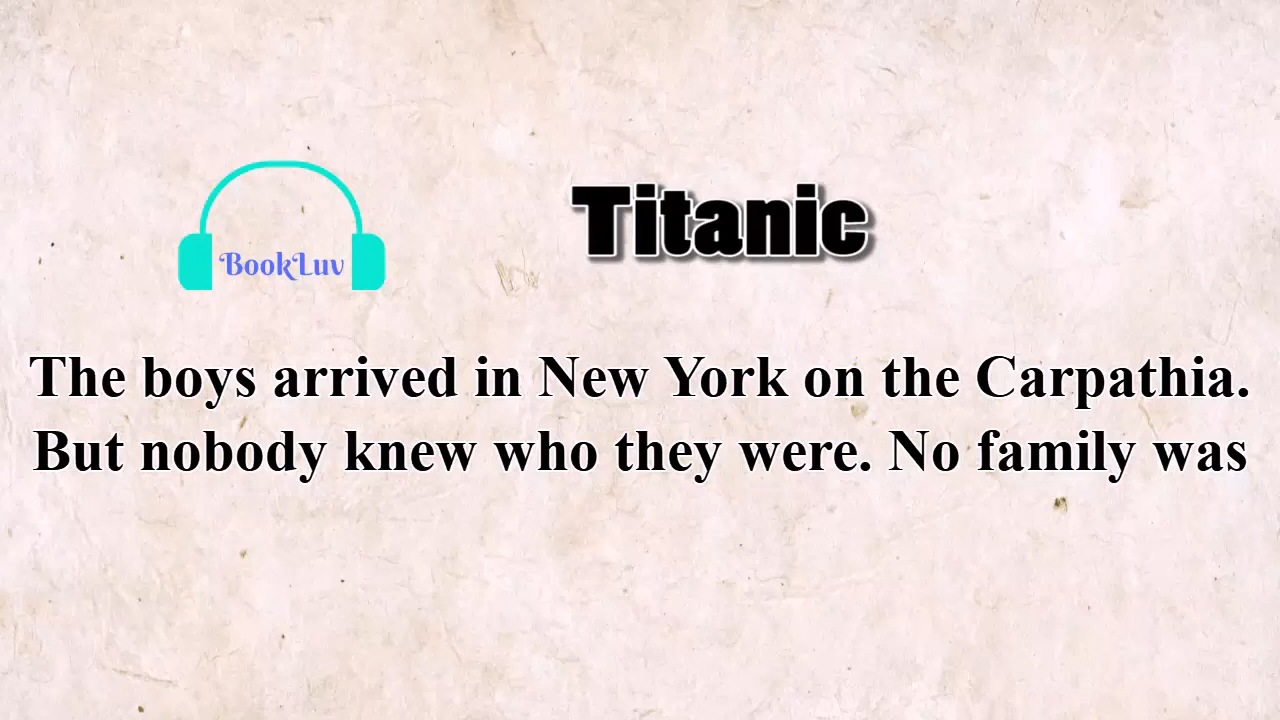 BookLuv
Titanic
The boys arrived in New York on the Carpathia.
But nobody knew who they were. No family was